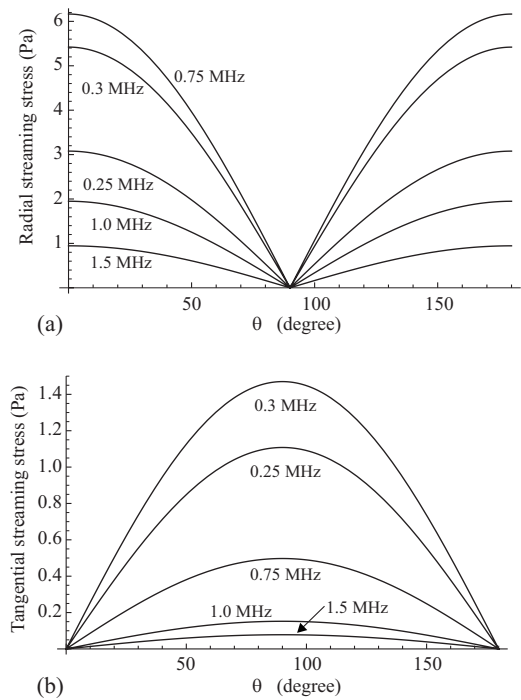 Radial streaming stress (Pa)
6
5
4
3
2
1
0.75 MHz
0.3 MHz
0.25 MHz
1.0 MHz
1.5 MHz
50
100
150
(a)
θ (degree)
Tangential streaming stress (Pa)
1.4
1.2
1.0
0.8
0.6
0.4
0.2
0.3 MHz
0.25 MHz
0.75 MHz
1.0 MHz
1.5 MHz
50
100
150
(b)
θ (degree)